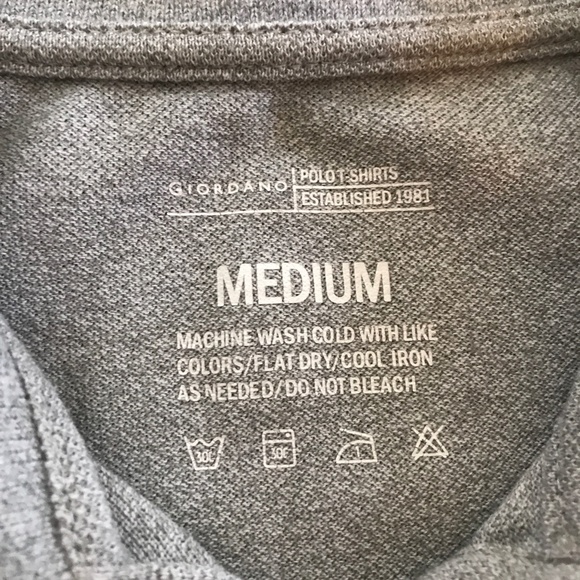 GIORDANO
POLO T-SHIRTS
ESTABLISHED 1981
MEDIUM
MACHINE WASH COLD WITH LIKE
COLORS/FLAT DRY/COOL IRON
AS NEEDED/DO NOT BLEACH
30C 30C 1